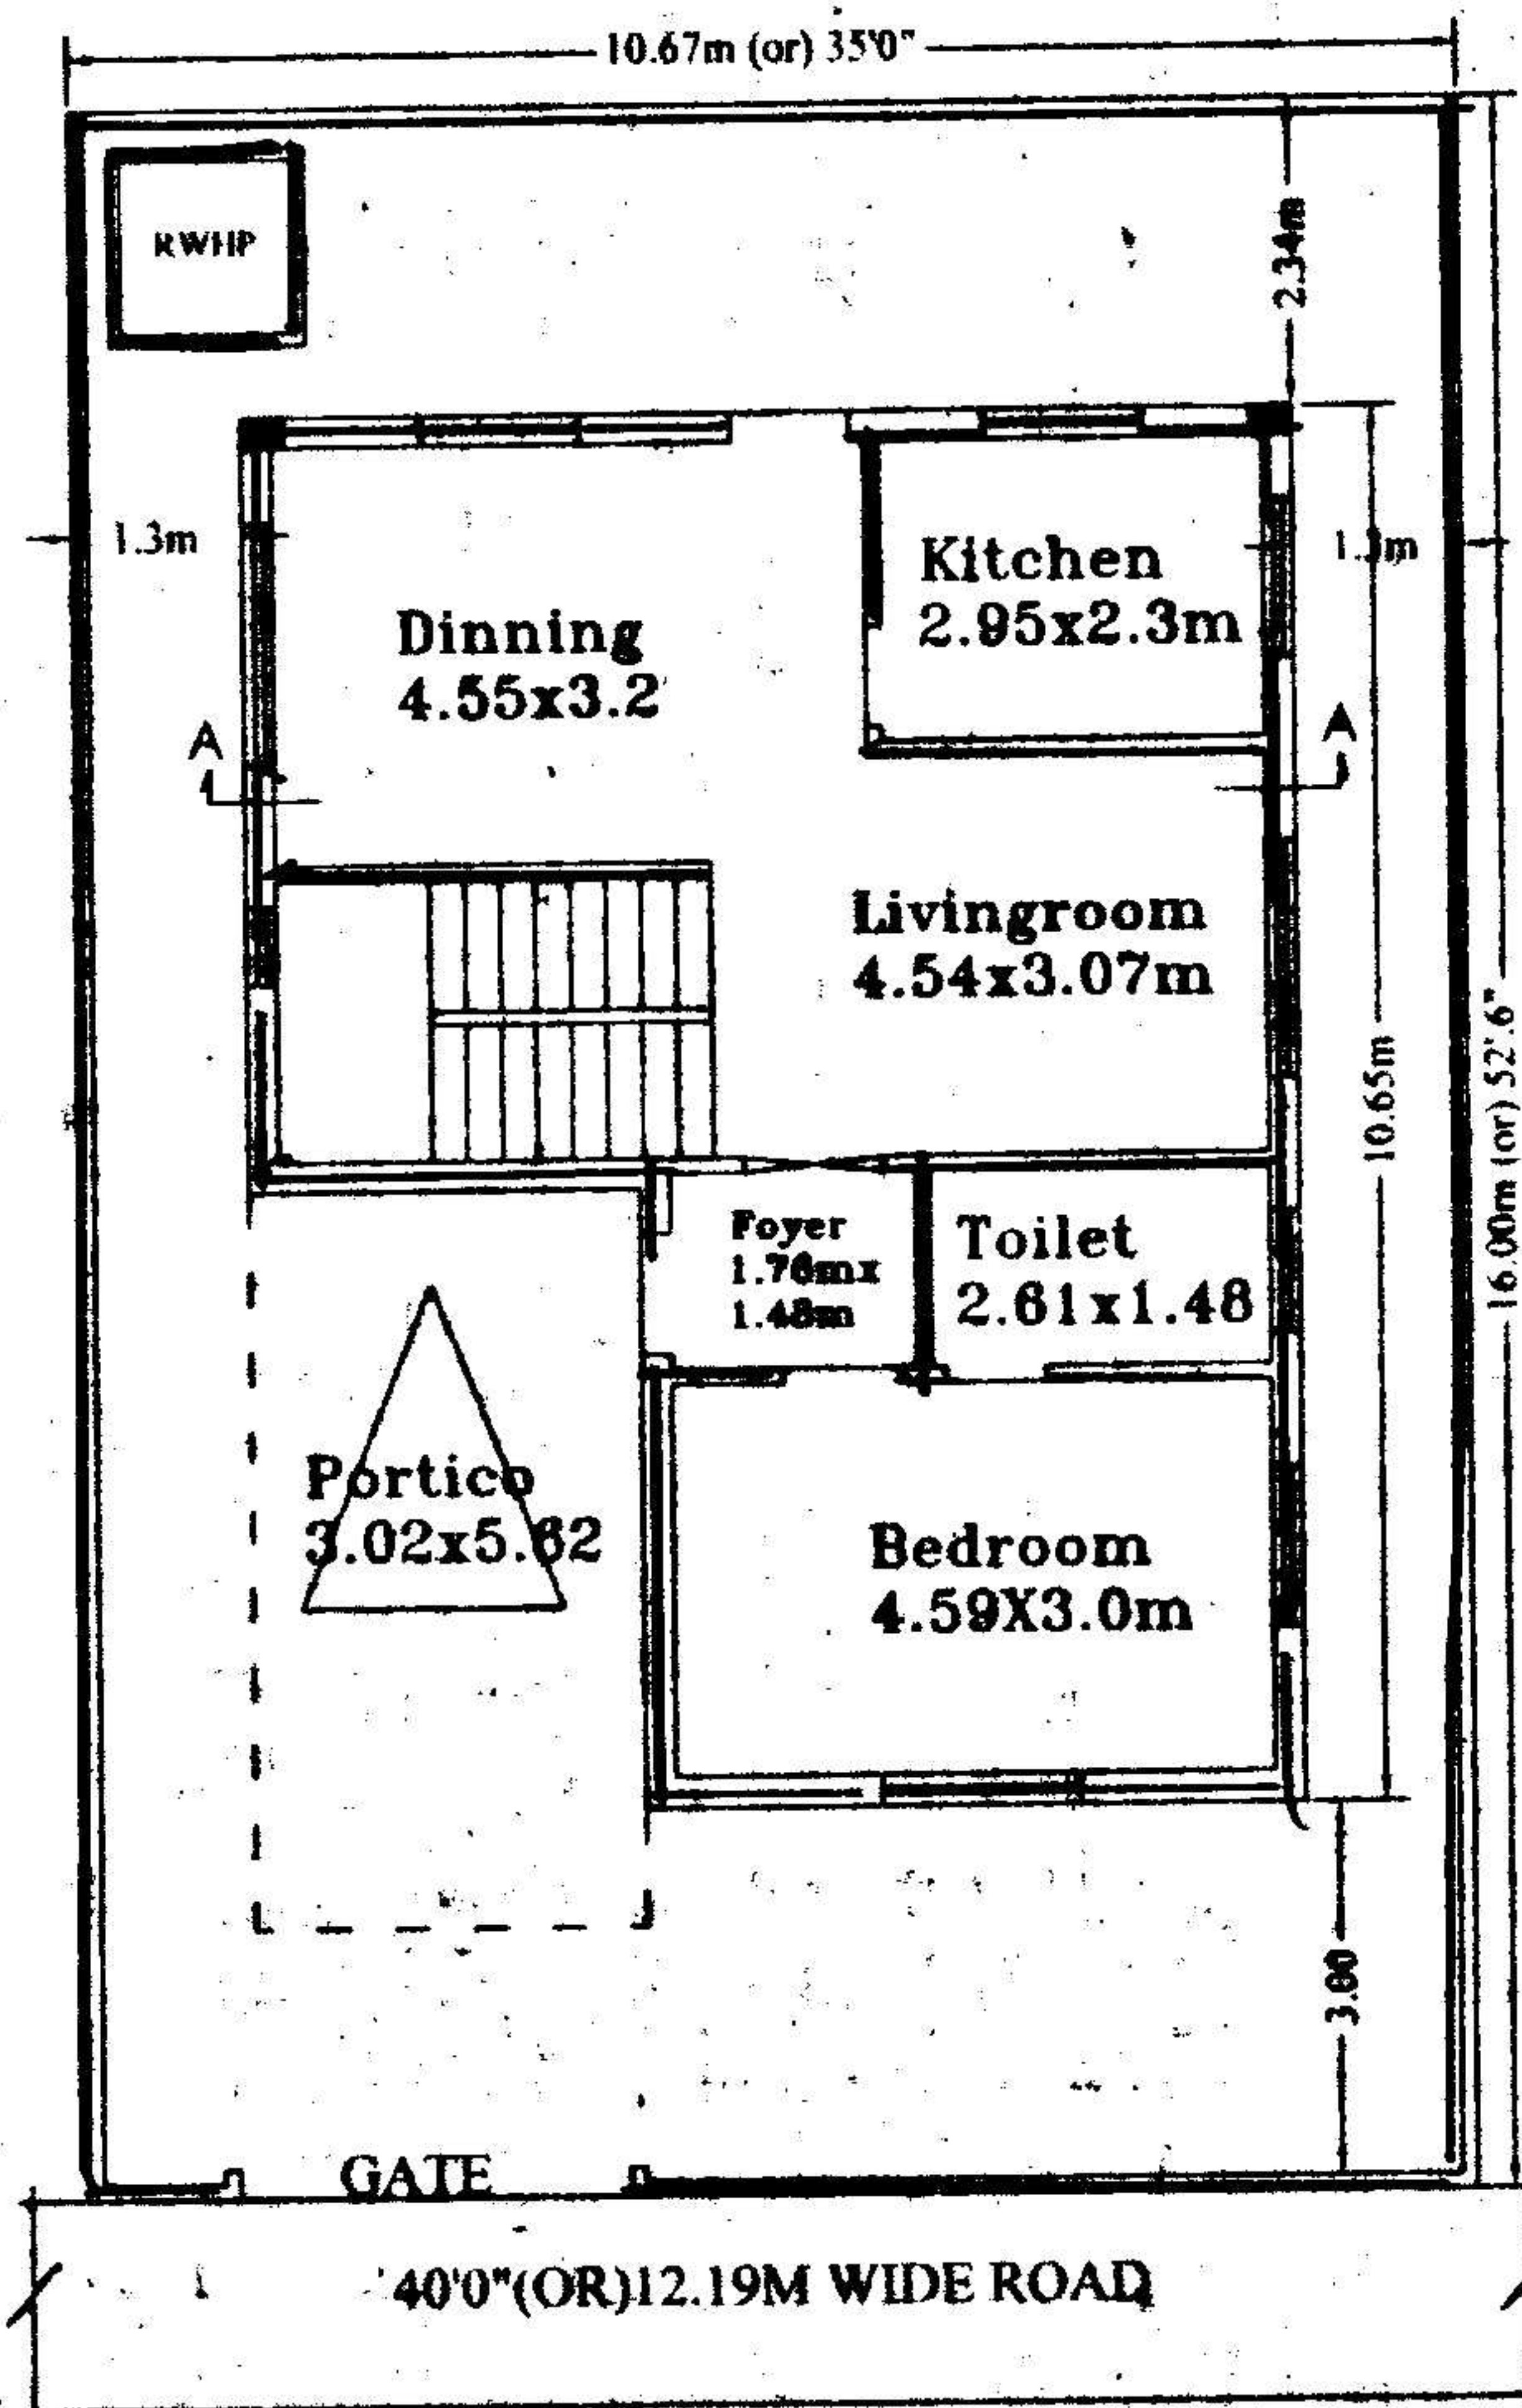 10.67m (or) 35'0"
RWHP
2.34m
1.3m
Kitchen
2.95x2.3m
Dinning
4.55x3.2
A
A
Livingroom
4.54x3.07m
10.65m
16.00m (or) 52'.6"
Foyer
1.76mx
1.48m
Toilet
2.61x1.48
Portico
3.02x5.62
Bedroom
4.59X3.0m
3.00
GATE
40'0"(OR)12.19M WIDE ROAD